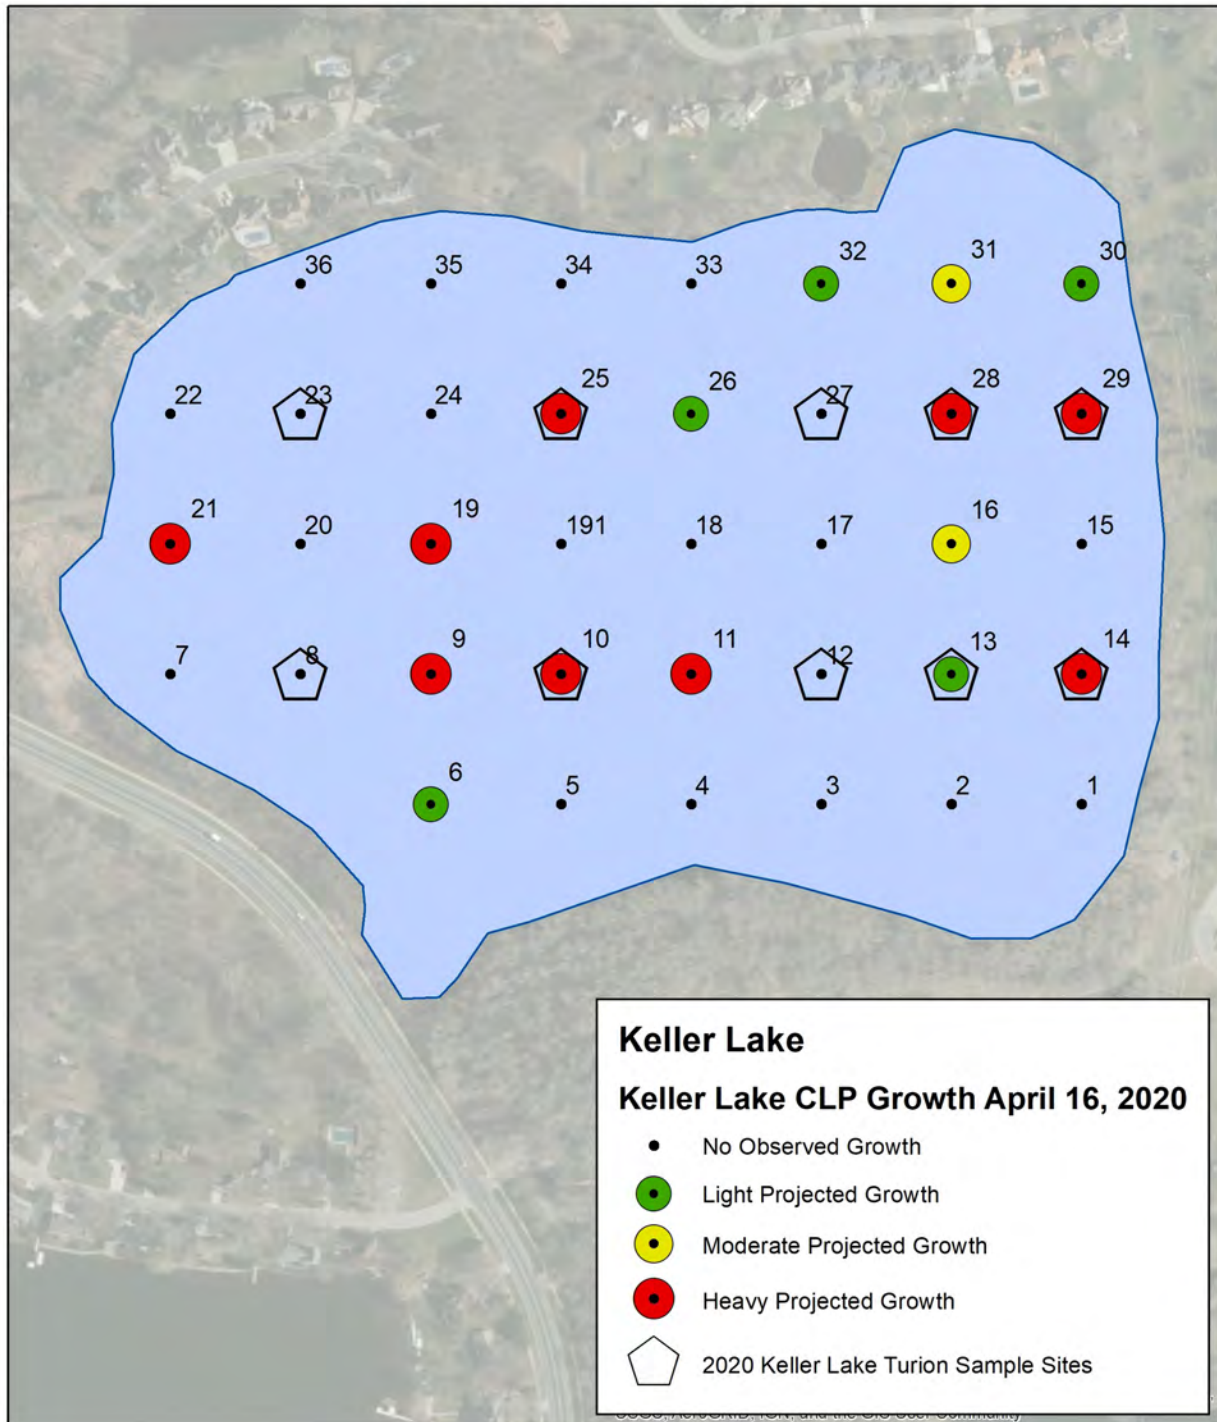 36 35 34 33 32 31 30
22 23 24 25 26 27 28 29
21 20 19 191 18 17 16 15
7 8 9 10 11 12 13 14
6 5 4 3 2 1
Keller Lake
Keller Lake CLP Growth April 16, 2020
No Observed Growth
Light Projected Growth
Moderate Projected Growth
Heavy Projected Growth
2020 Keller Lake Turion Sample Sites